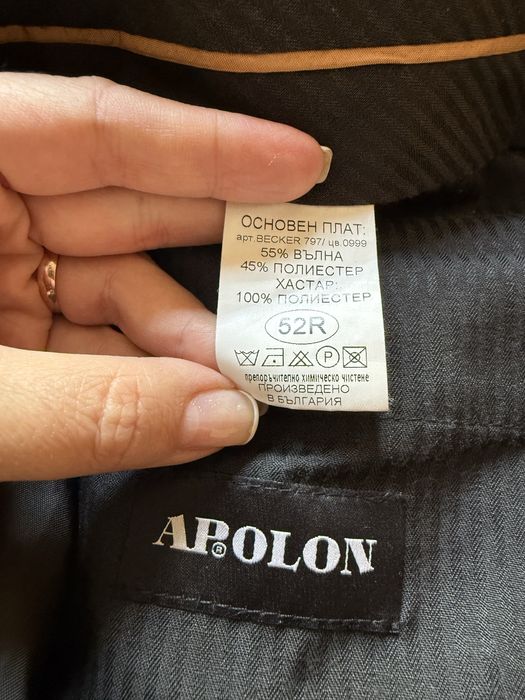 ОСНОВЕН ПЛАТ:
арт.BECKER 797/ цв.0999
55% ВЪЛНА
45% ПОЛИЕСТЕР
ХАСТАР:
100% ПОЛИЕСТЕР
52R
P
препоръчително химическо чистене
ПРОИЗВЕДЕНО
В БЪЛГАРИЯ
APOLON
®